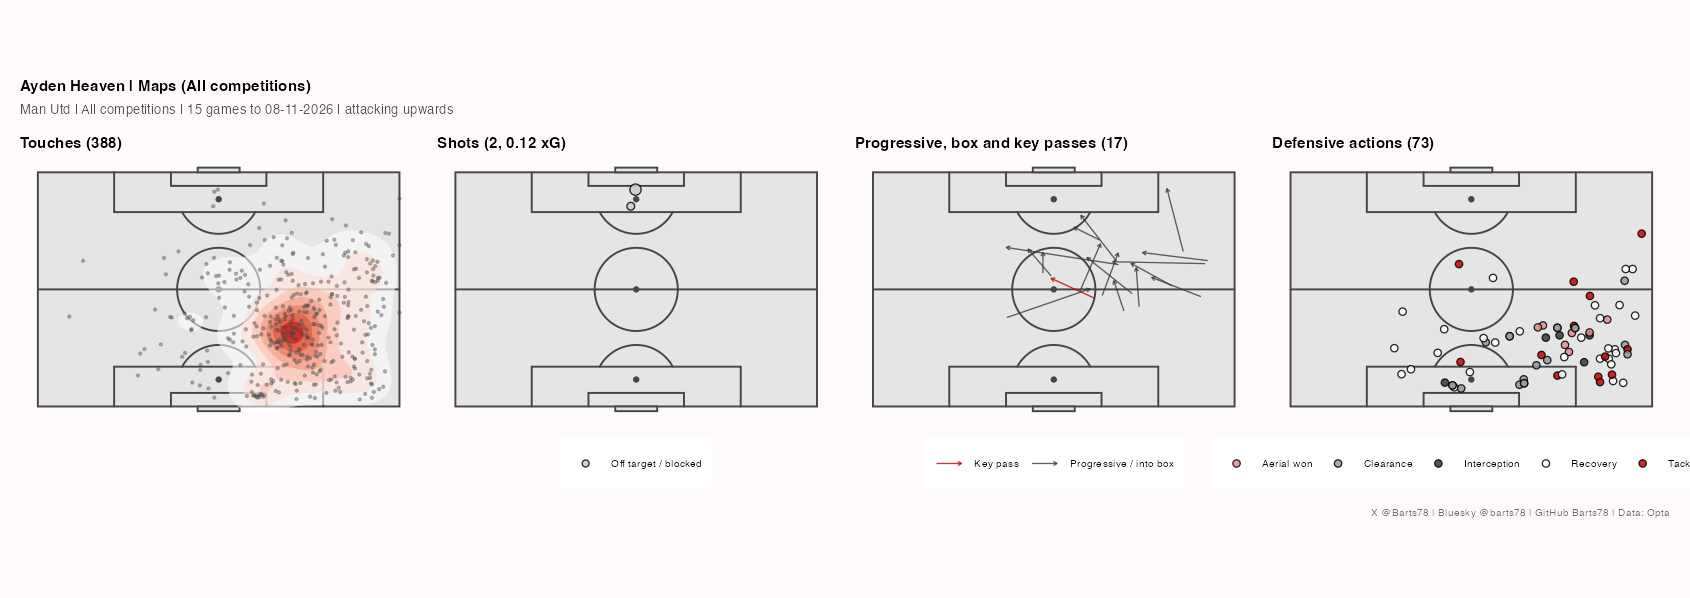 Ayden Heaven | Maps (All competitions)
Man Utd | All competitions | 15 games to 08-11-2026 | attacking upwards
Touches (388)
Shots (2, 0.12 xG)
Progressive, box and key passes (17)
Defensive actions (73)
Off target / blocked
Key pass
Progressive / into box
Aerial won
Clearance
Interception
Recovery
Tack
X @Barts78 | Bluesky @barts78 | GitHub Barts78 | Data: Opta